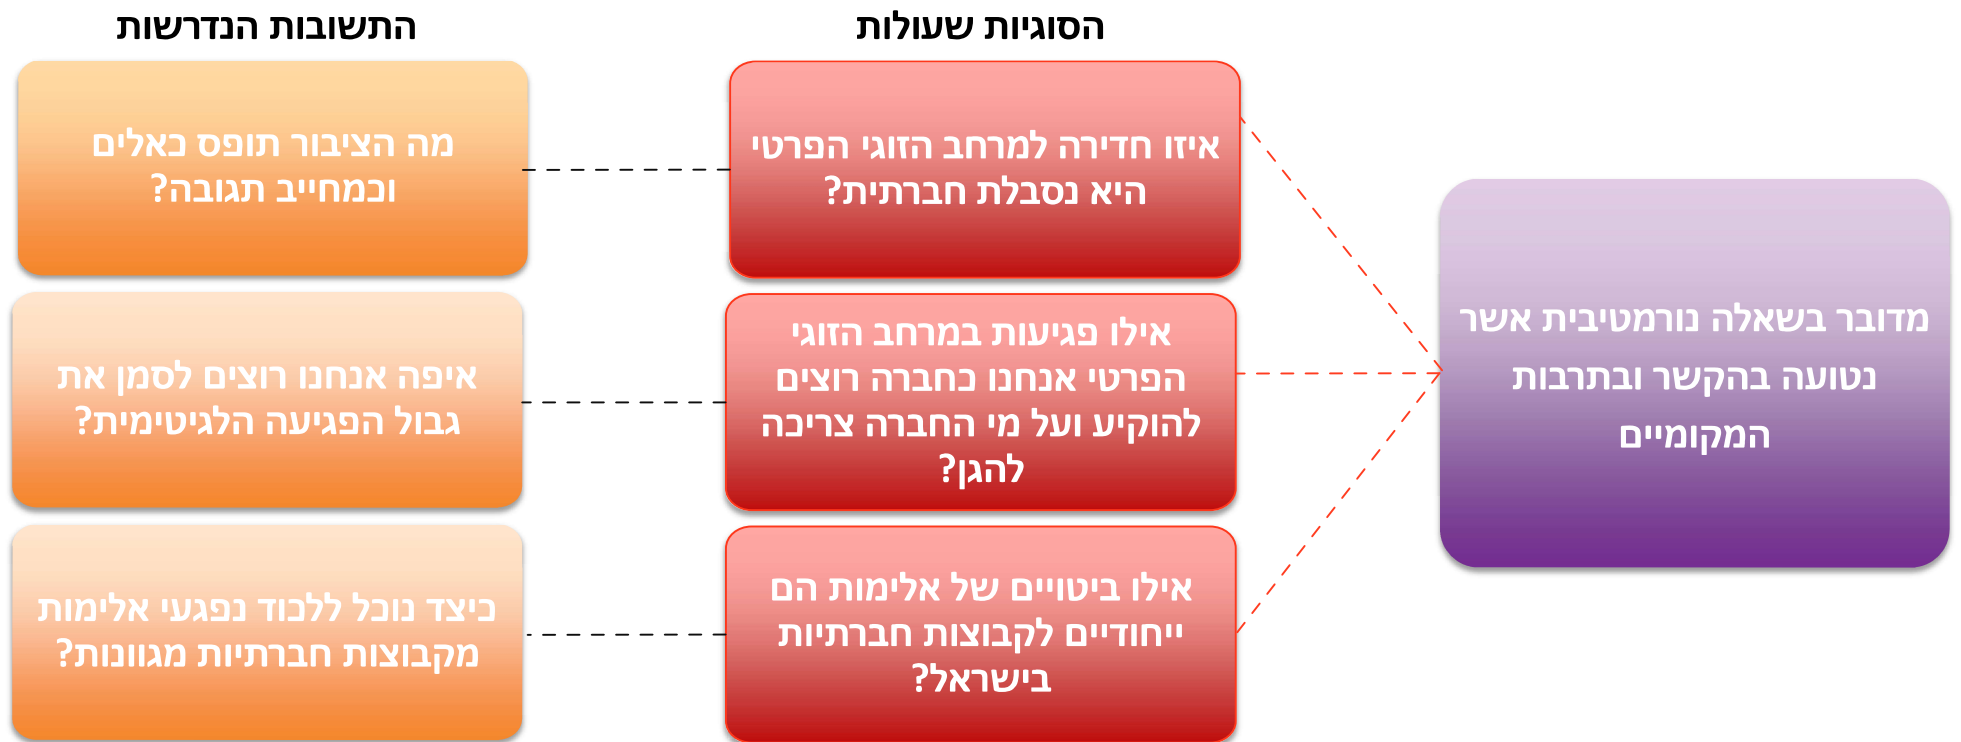 הסוגיות שעולות
התשובות הנדרשות
מדובר בשאלה נורמטיבית אשר
נטועה בהקשר ובתרבות
המקומיים
איזו חדירה למרחב הזוגי הפרטי
היא נסבלת חברתית?
מה הציבור תופס כאלים
וכמחייב תגובה?
אילו פגיעות במרחב הזוגי
הפרטי אנחנו כחברה רוצים
להוקיע ועל מי החברה צריכה
להגן?
איפה אנחנו רוצים לסמן את
גבול הפגיעה הלגיטימית?
אילו ביטויים של אלימות הם
ייחודיים לקבוצות חברתיות
בישראל?
כיצד נוכל ללכוד נפגעי אלימות
מקבוצות חברתיות מגוונות?